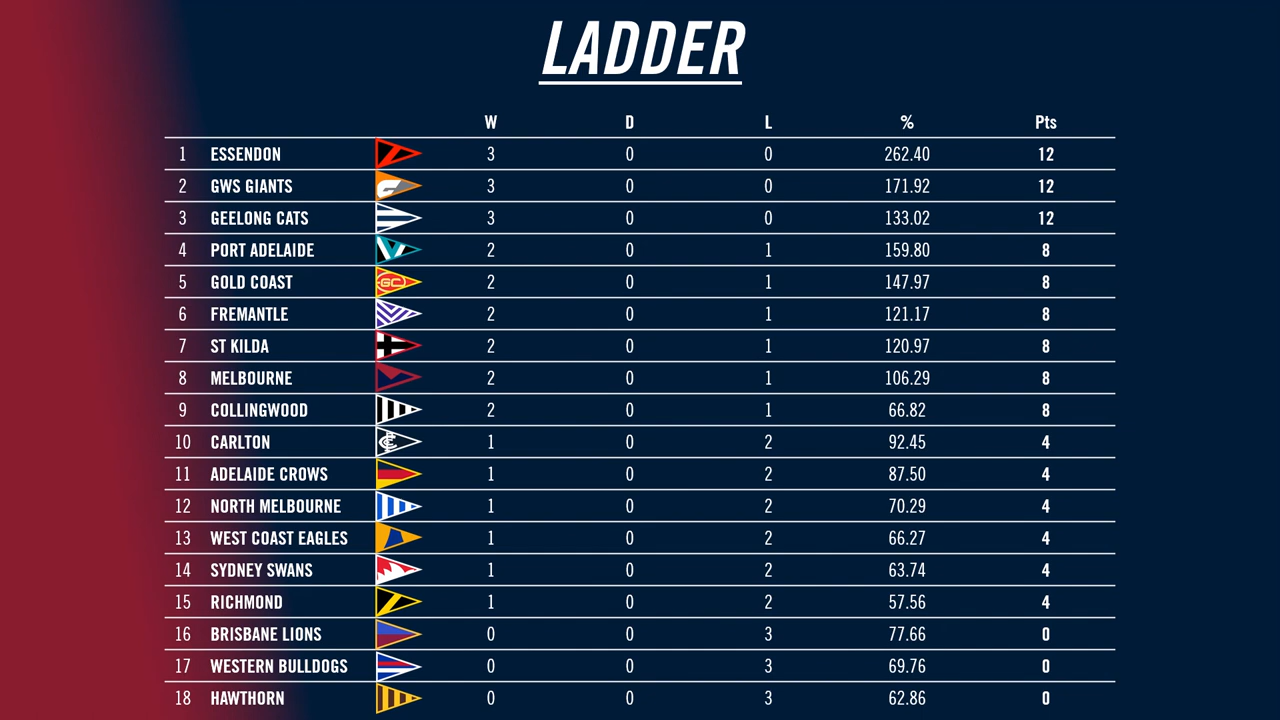 LADDER
W D L % Pts
1 ESSENDON 3 0 0 262.40 12
2 GWS GIANTS 3 0 0 171.92 12
3 GEELONG CATS 3 0 0 133.02 12
4 PORT ADELAIDE 2 0 1 159.80 8
5 GOLD COAST GC 2 0 1 147.97 8
6 FREMANTLE 2 0 1 121.17 8
7 ST KILDA 2 0 1 120.97 8
8 MELBOURNE 2 0 1 106.29 8
9 COLLINGWOOD 2 0 1 66.82 8
10 CARLTON 1 0 2 92.45 4
11 ADELAIDE CROWS 1 0 2 87.50 4
12 NORTH MELBOURNE 1 0 2 70.29 4
13 WEST COAST EAGLES 1 0 2 66.27 4
14 SYDNEY SWANS 1 0 2 63.74 4
15 RICHMOND 1 0 2 57.56 4
16 BRISBANE LIONS 0 0 3 77.66 0
17 WESTERN BULLDOGS 0 0 3 69.76 0
18 HAWTHORN 0 0 3 62.86 0